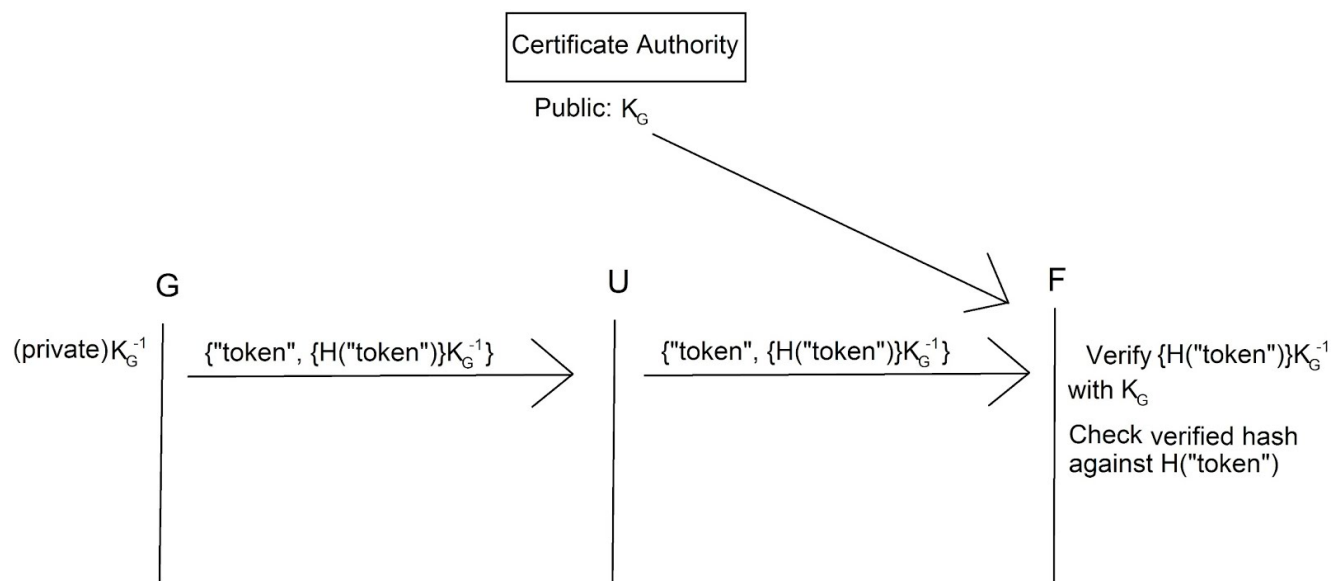 Certificate Authority
Public: K_G
G
U
F
(private)K_G^-1
{"token", {H("token")}K_G^-1}
{"token", {H("token")}K_G^-1}
Verify {H("token")}K_G^-1
with K_G
Check verified hash
against H("token")